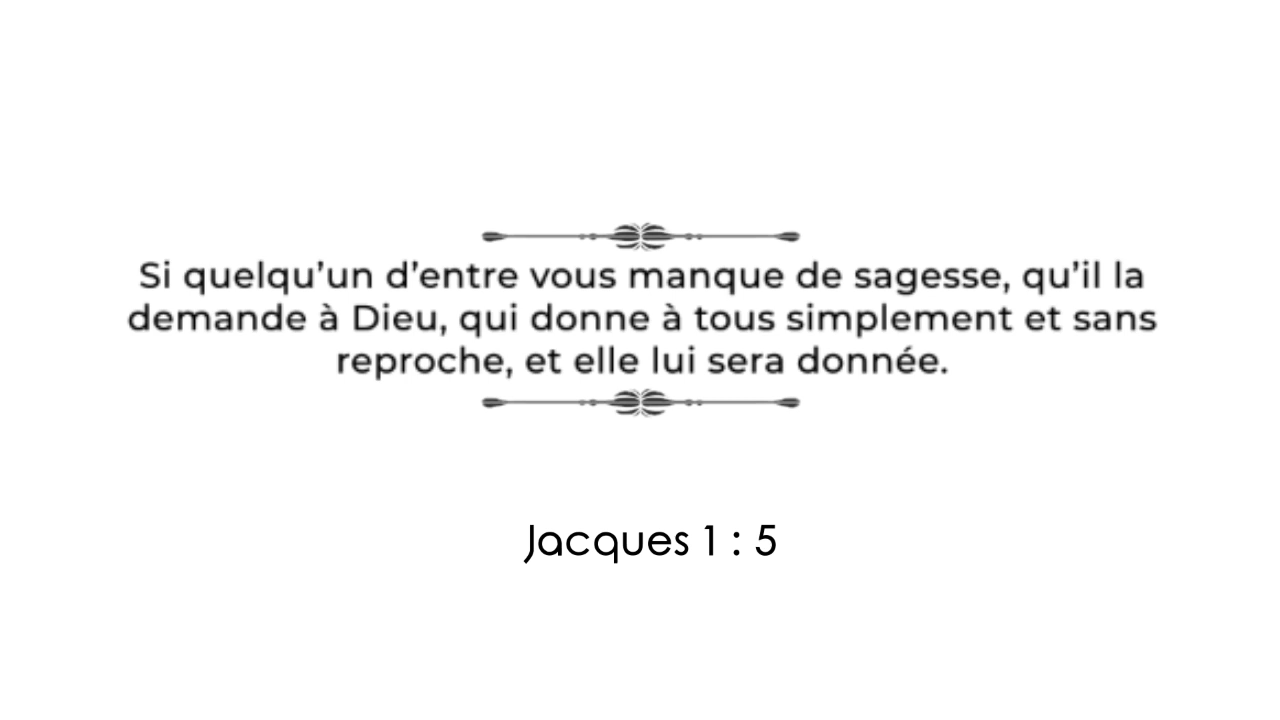 Si quelqu’un d’entre vous manque de sagesse, qu’il la
demande à Dieu, qui donne à tous simplement et sans
reproche, et elle lui sera donnée.
Jacques 1 : 5